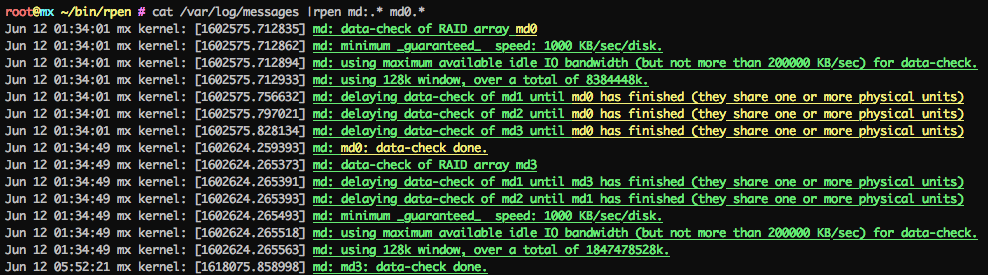 root@mx ~/bin/rpen # cat /var/log/messages |rpen md:.* md0.*
Jun 12 01:34:01 mx kernel: [1602575.712835] md: data-check of RAID array md0
Jun 12 01:34:01 mx kernel: [1602575.712862] md: minimum _guaranteed_  speed: 1000 KB/sec/disk.
Jun 12 01:34:01 mx kernel: [1602575.712894] md: using maximum available idle IO bandwidth (but not more than 200000 KB/sec) for data-check.
Jun 12 01:34:01 mx kernel: [1602575.712933] md: using 128k window, over a total of 8384448k.
Jun 12 01:34:01 mx kernel: [1602575.756632] md: delaying data-check of md1 until md0 has finished (they share one or more physical units)
Jun 12 01:34:01 mx kernel: [1602575.797021] md: delaying data-check of md2 until md0 has finished (they share one or more physical units)
Jun 12 01:34:01 mx kernel: [1602575.828134] md: delaying data-check of md3 until md0 has finished (they share one or more physical units)
Jun 12 01:34:49 mx kernel: [1602624.259393] md: md0: data-check done.
Jun 12 01:34:49 mx kernel: [1602624.265373] md: data-check of RAID array md3
Jun 12 01:34:49 mx kernel: [1602624.265391] md: delaying data-check of md1 until md3 has finished (they share one or more physical units)
Jun 12 01:34:49 mx kernel: [1602624.265393] md: delaying data-check of md2 until md1 has finished (they share one or more physical units)
Jun 12 01:34:49 mx kernel: [1602624.265493] md: minimum _guaranteed_  speed: 1000 KB/sec/disk.
Jun 12 01:34:49 mx kernel: [1602624.265518] md: using maximum available idle IO bandwidth (but not more than 200000 KB/sec) for data-check.
Jun 12 01:34:49 mx kernel: [1602624.265563] md: using 128k window, over a total of 1847478528k.
Jun 12 05:52:21 mx kernel: [1618075.858998] md: md3: data-check done.